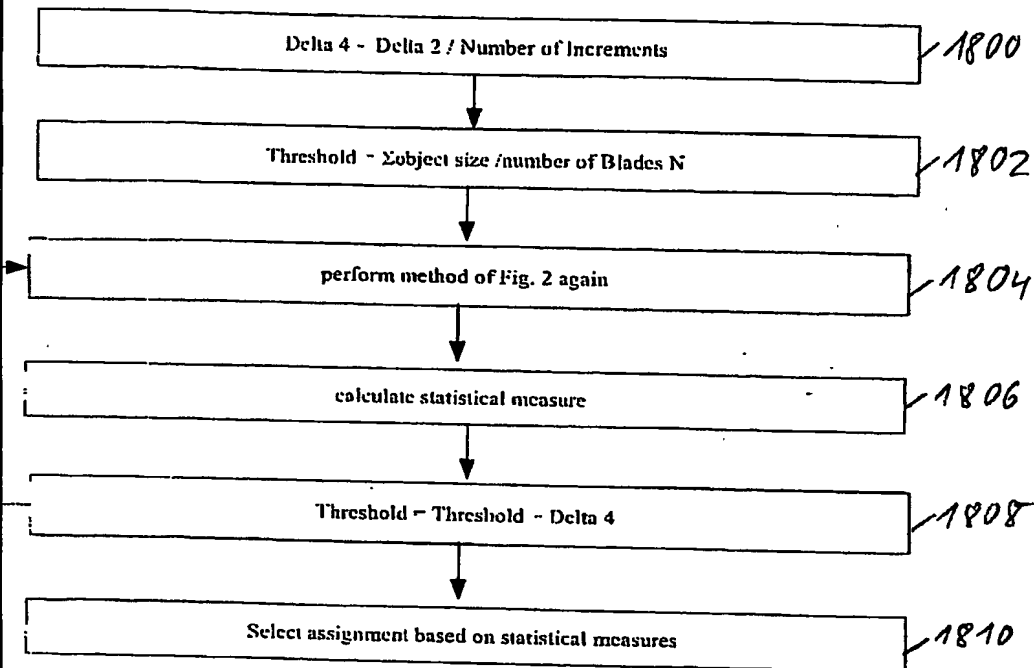 Delta 4 - Delta 2 / Number of Increments
1800
Threshold - Σobject size /number of Blades N
1802
perform method of Fig. 2 again
1804
calculate statistical measure
1806
Threshold - Threshold - Delta 4
1808
Select assignment based on statistical measures
1810